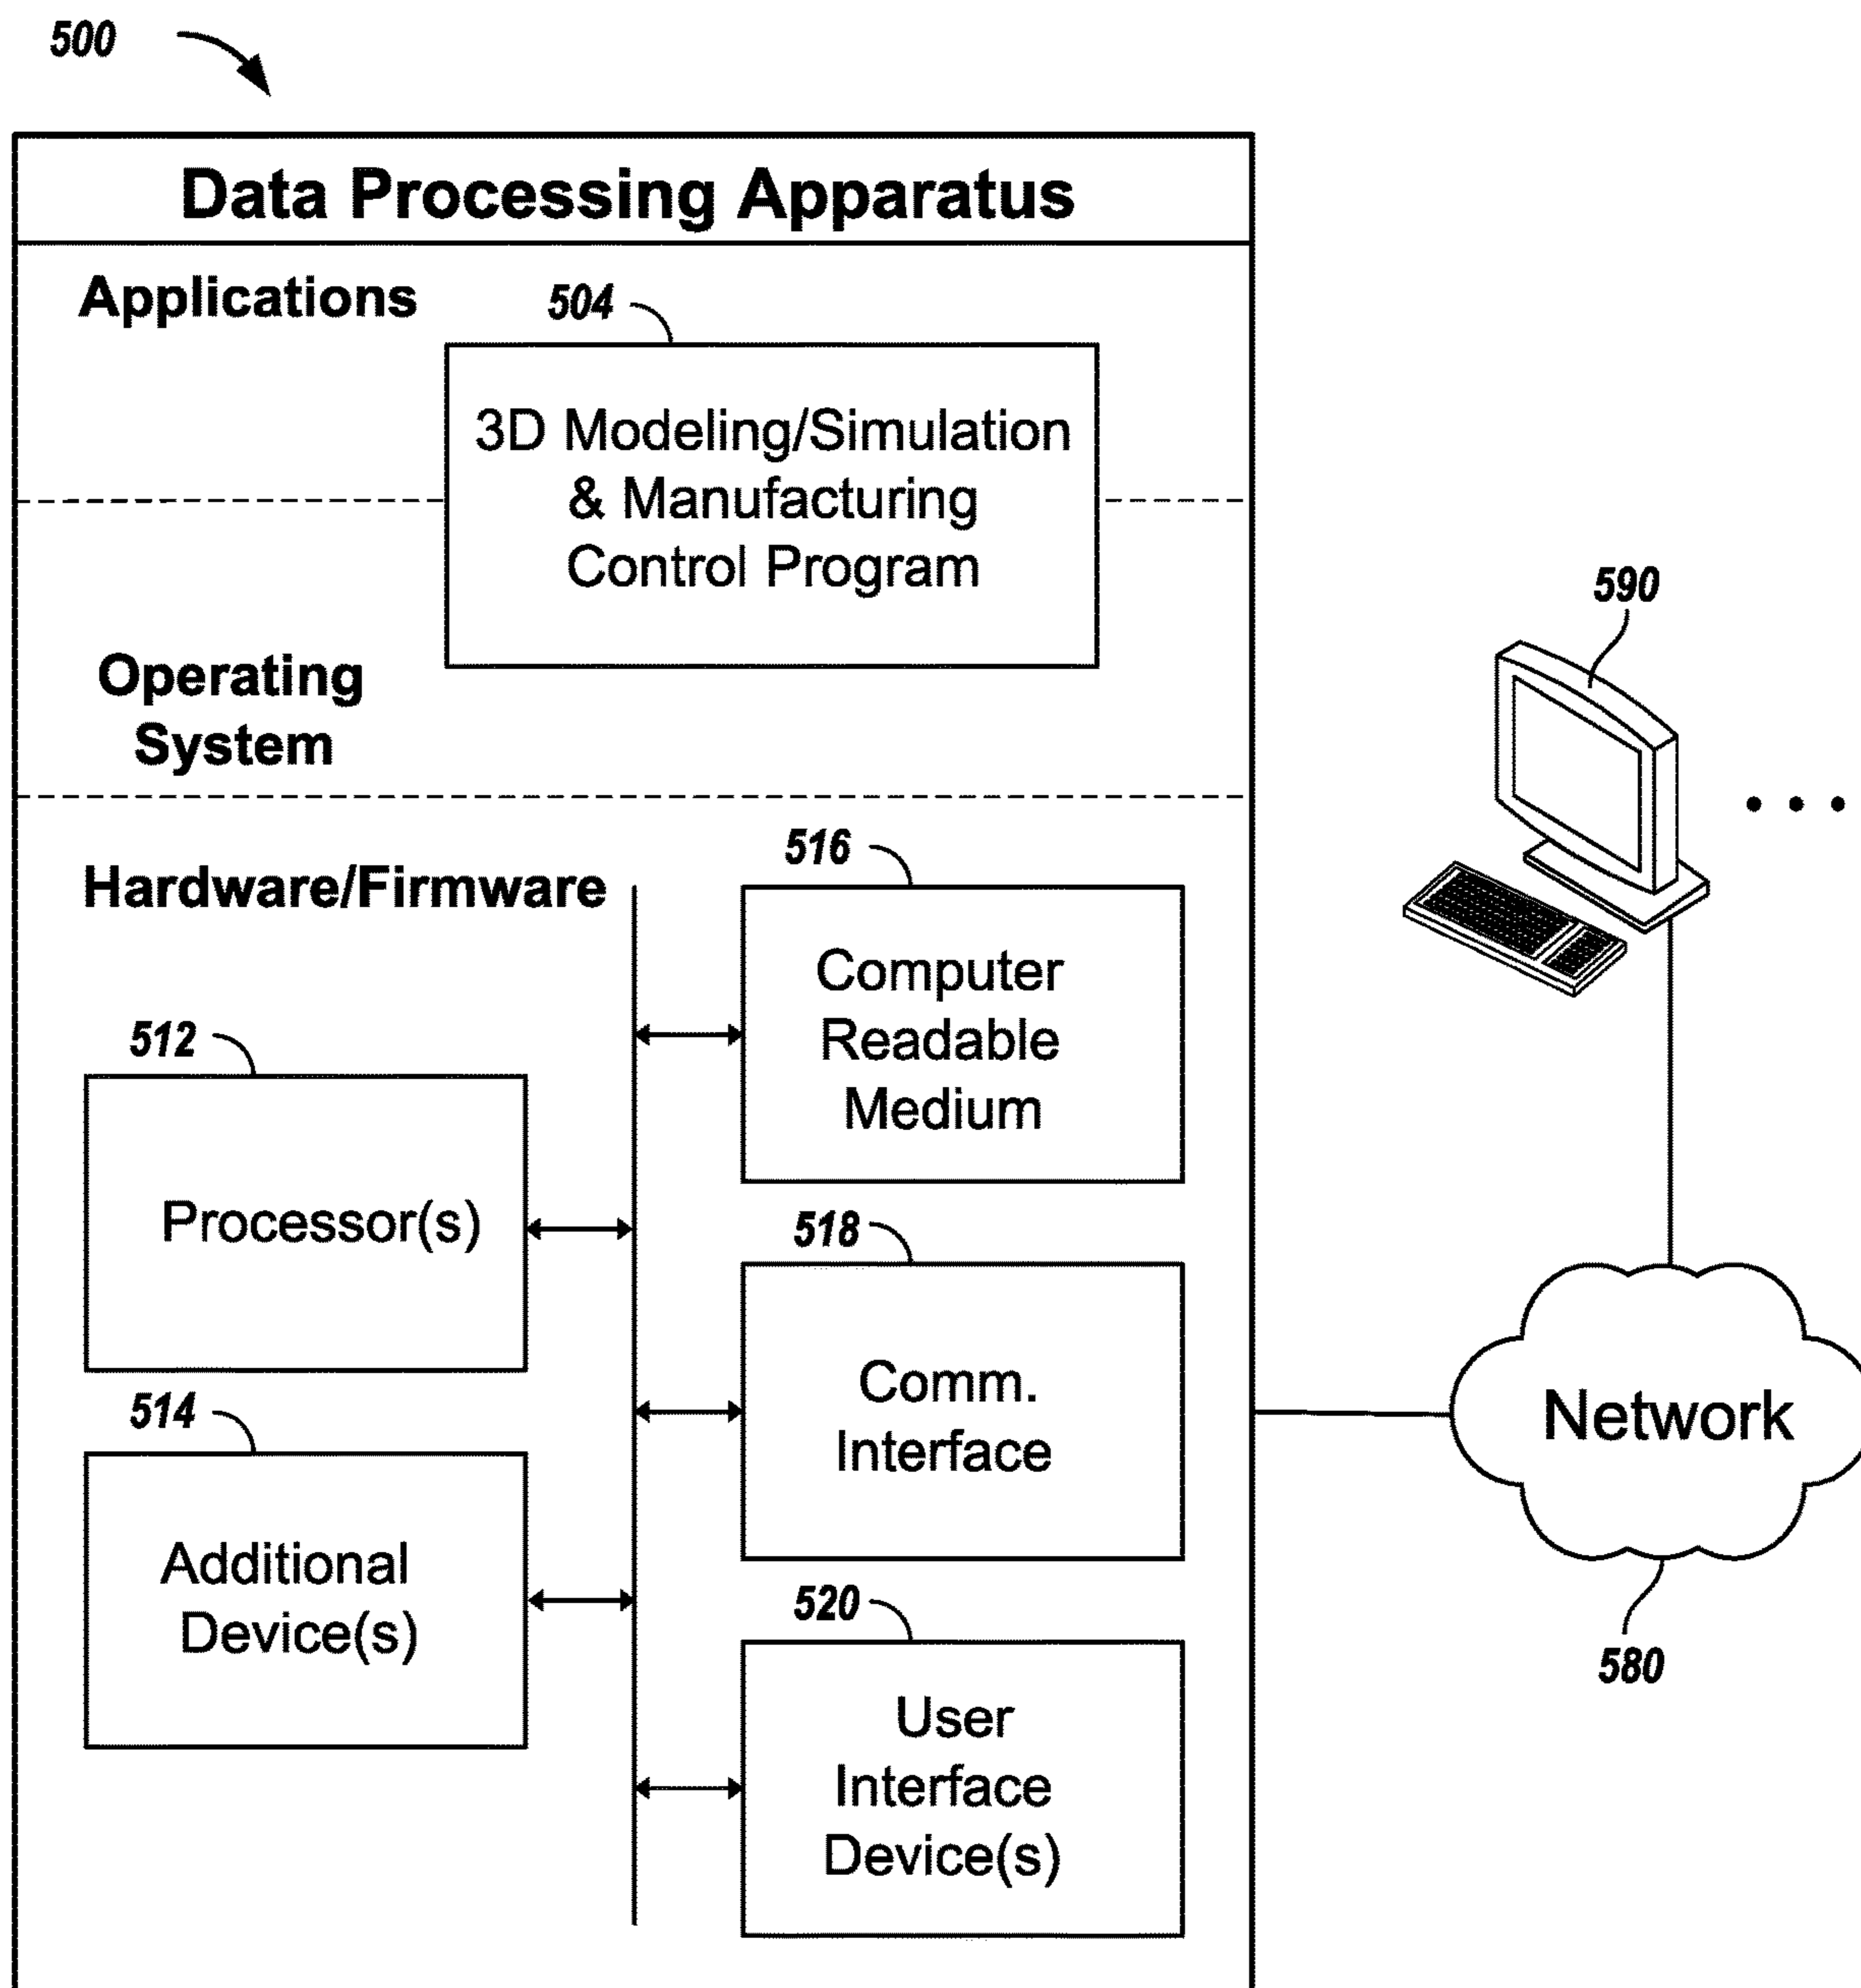 500
Data Processing Apparatus
Applications
504
3D Modeling/Simulation
& Manufacturing
Control Program
Operating
System
590
Hardware/Firmware
516
Computer
Readable
Medium
512
Processor(s)
518
Comm.
Interface
Network
580
514
Additional
Device(s)
520
User
Interface
Device(s)